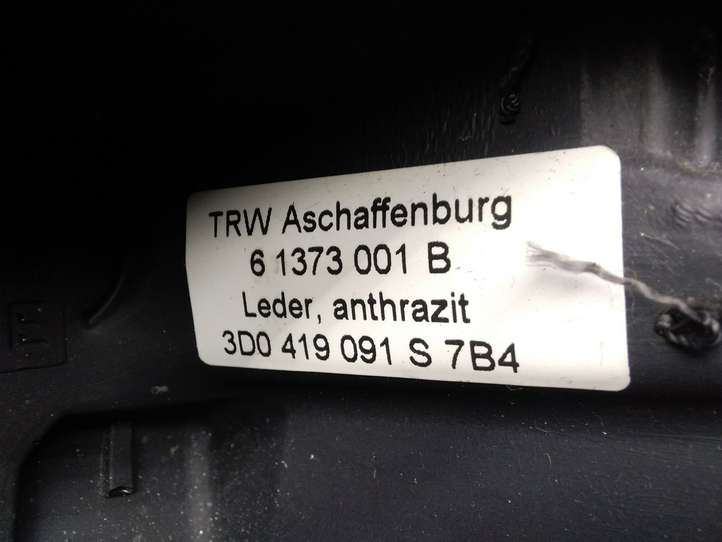 TRW Aschaffenburg
6 1373 001 B
Leder, anthrazit
3D0 419 091 S 7B4